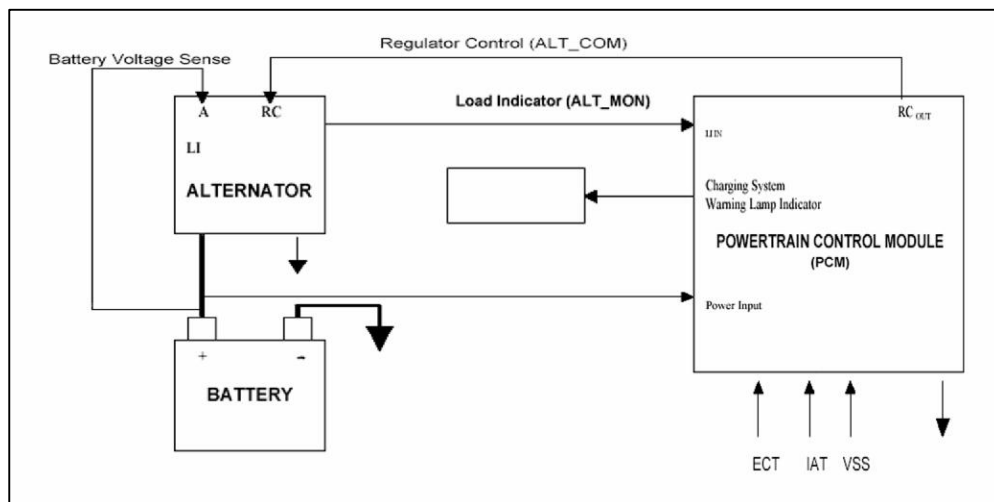 Regulator Control (ALT_COM)
Battery Voltage Sense
A
RC
Load Indicator (ALT_MON)
RC OUT
LI IN
LI
ALTERNATOR
Charging System
Warning Lamp Indicator
POWERTRAIN CONTROL MODULE
(PCM)
Power Input
+
-
BATTERY
ECT
IAT
VSS